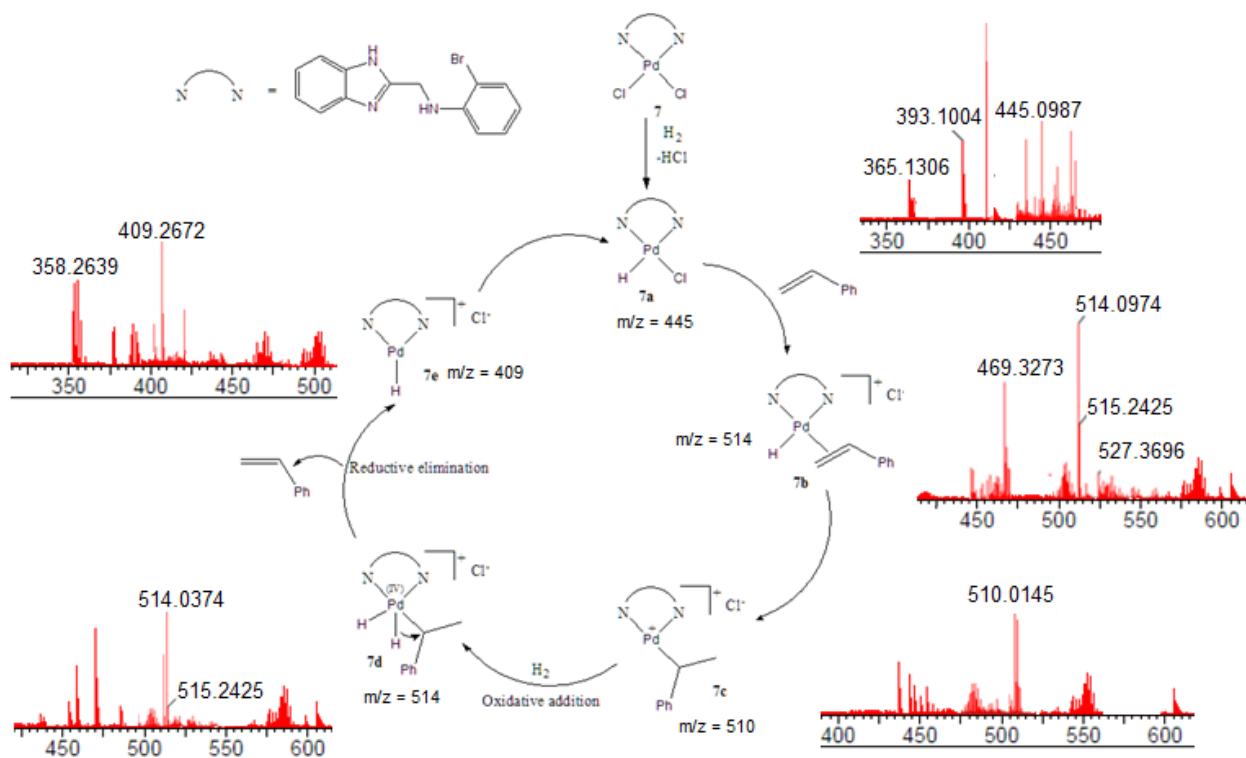 N N
=
H
N
N
HN
Br
N N
Pd
Cl Cl
7
H₂
-HCl
N N
Pd
H Cl
7a
m/z = 445
Ph
393.1004
445.0987
365.1306
350 400 450
409.2672
358.2639
350 400 450 500
N N
+
Cl-
Pd
H
7e m/z = 409
514.0974
469.3273
515.2425
527.3696
450 500 550 600
N N
+
Cl-
Pd
H
Ph
7b
m/z = 514
Ph
Reductive elimination
N N
+
Cl-
(IV)
Pd
H
H
Ph
7d
m/z = 514
H₂
Oxidative addition
N N
+
Cl-
Pd
+
Ph
7c
m/z = 510
514.0374
515.2425
450 500 550 600
510.0145
400 450 500 550 600